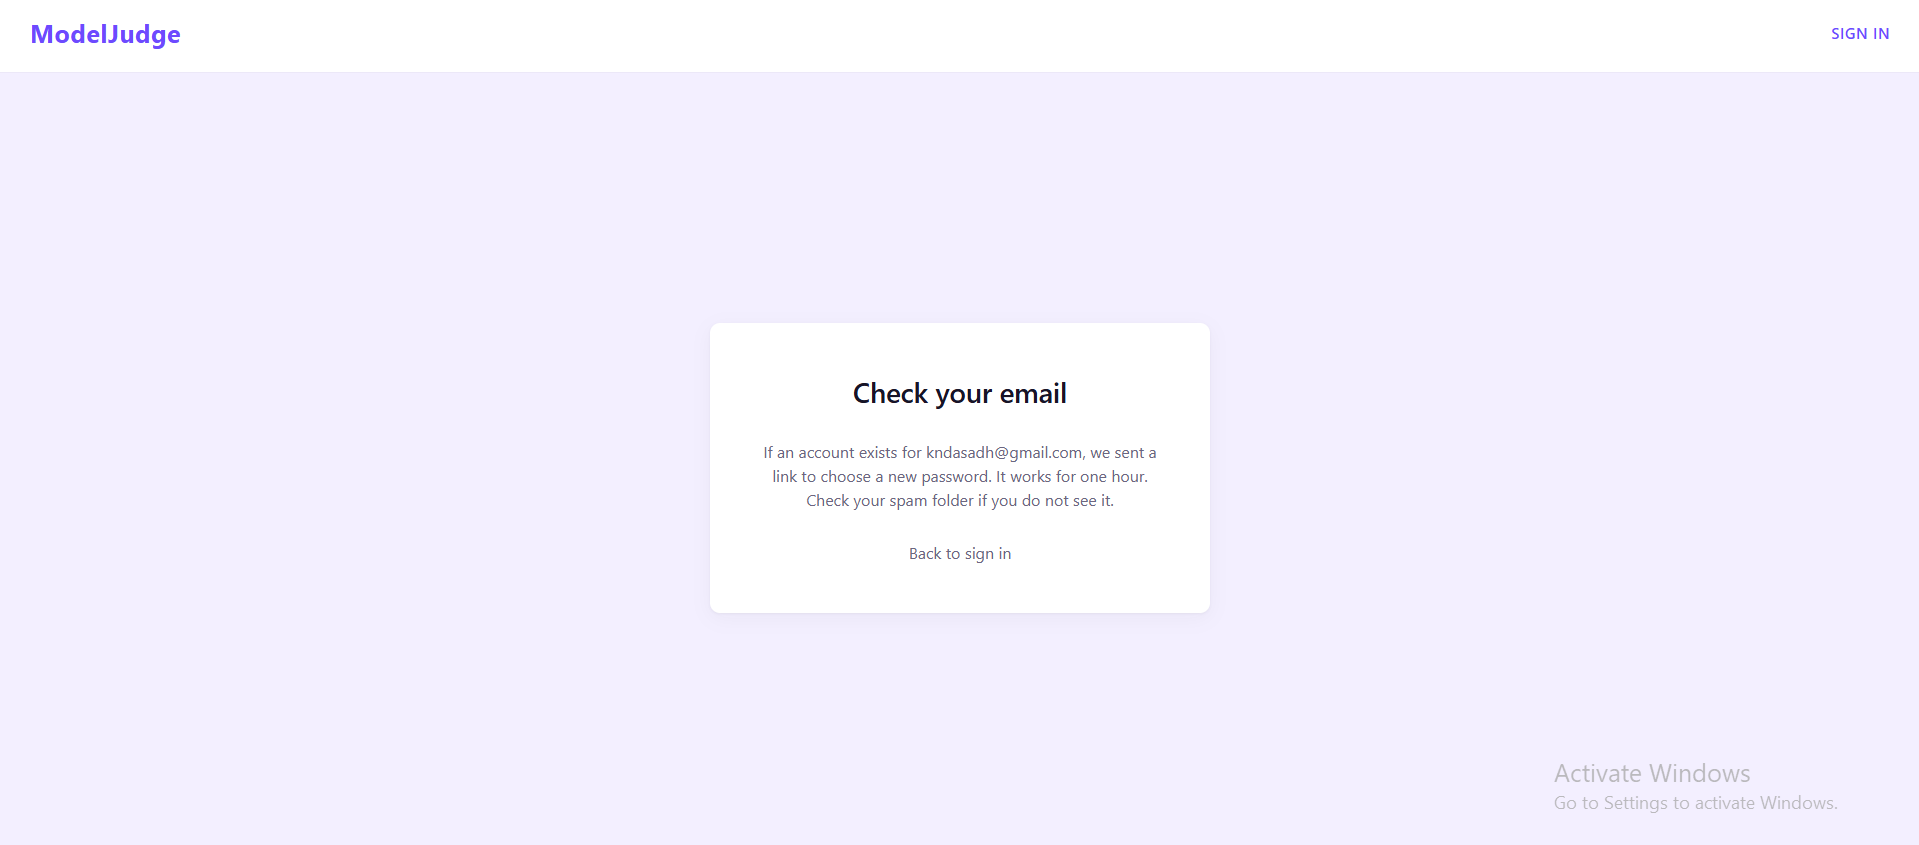 ModelJudge
SIGN IN
Check your email
If an account exists for kndasadh@gmail.com, we sent a
link to choose a new password. It works for one hour.
Check your spam folder if you do not see it.
Back to sign in
Activate Windows
Go to Settings to activate Windows.